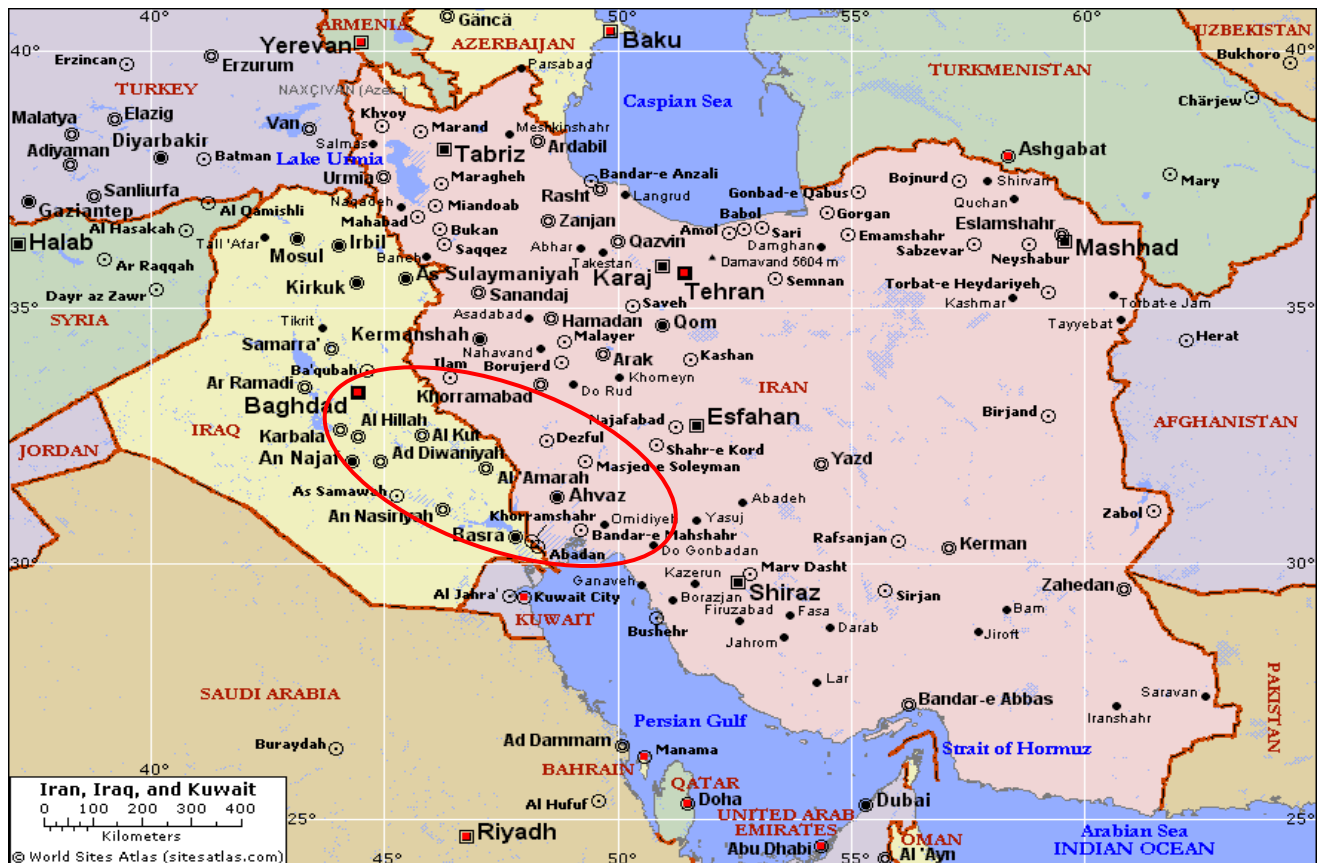 40°
45°
50°
55°
60°
ARMENIA
Gäncä
UZBEKISTAN
Yerevan
AZERBAIJAN
Baku
Bukhoro
40°
40°
Erzincan
Erzurum
Parsabad
TURKMENISTAN
TURKEY
NAXÇIVAN (Azer.)
Caspian Sea
Chärjew
Malatya
Elazig
Van
Khvoy
Marand
Meshkinshahr
Diyarbakir
Salmas
Tabriz
Ardabil
Ashgabat
Adiyaman
Batman
Lake Urmia
Urmia
Maragheh
Bandar-e Anzali
Gonbad-e Qabus
Bojnurd
Shirvan
Mary
Sanliurfa
Rasht
Langrud
Gaziantep
Al Qamishli
Naqadeh
Miandoab
Quchan
Al Hasakah
Mahabad
Zanjan
Babol
Gorgan
Eslamshahr
Halab
Tall 'Afar
Irbil
Bukan
Qazvin
Amol
Sari
Emamshahr
Mashhad
Mosul
Baneh
Saqqez
Abhar
Damghan
Sabzevar
Ar Raqqah
Takestan
Damavand 5604 m
Neyshabur
As Sulaymaniyah
Karaj
Tehran
Semnan
Torbat-e Heydariyeh
Dayr az Zawr
Kirkuk
Sanandaj
Saveh
Kashmar
Torbat-e Jam
35°
35°
SYRIA
Tikrit
Asadabad
Hamadan
Qom
Tayyebat
Kermanshah
Malayer
Herat
Samarra'
Nahavand
Arak
Kashan
Ba'qubah
Ilam
Borujerd
Khomeyn
Ar Ramadi
Khorramabad
Do Rud
IRAN
Baghdad
Birjand
Al Hillah
Najafabad
Esfahan
AFGHANISTAN
IRAQ
Karbala
Al Kut
Dezful
JORDAN
Shahr-e Kord
An Najaf
Ad Diwaniyah
Masjed-e Soleyman
Yazd
Al Amarah
As Samawah
Ahvaz
Abadeh
An Nasiriyah
Khorramshahr
Omidiyeh
Yasuj
Zabol
Basra
Bandar-e Mahshahr
Rafsanjan
Kerman
Abadan
Do Gonbadan
30°
30°
Kazerun
Marv Dasht
Ganaveh
Shiraz
Zahedan
Al Jahra'
Kuwait City
Borazjan
Sirjan
KUWAIT
Firuzabad
Fasa
Bam
Bushehr
Darab
Jiroft
Jahrom
PAKISTAN
Lar
SAUDI ARABIA
Bandar-e Abbas
Saravan
Iranshahr
Persian Gulf
Buraydah
Ad Dammam
Manama
Strait of Hormuz
BAHRAIN
40°
QATAR
Iran, Iraq, and Kuwait
Al Hufuf
Doha
Dubai
0 100 200 300 400
UNITED ARAB
EMIRATES
25°
25°
Kilometers
Riyadh
OMAN
Arabian Sea
Abu Dhabi
INDIAN OCEAN
© World Sites Atlas (sitesatlas.com)
45°
50°
55°
Al 'Ayn
60°